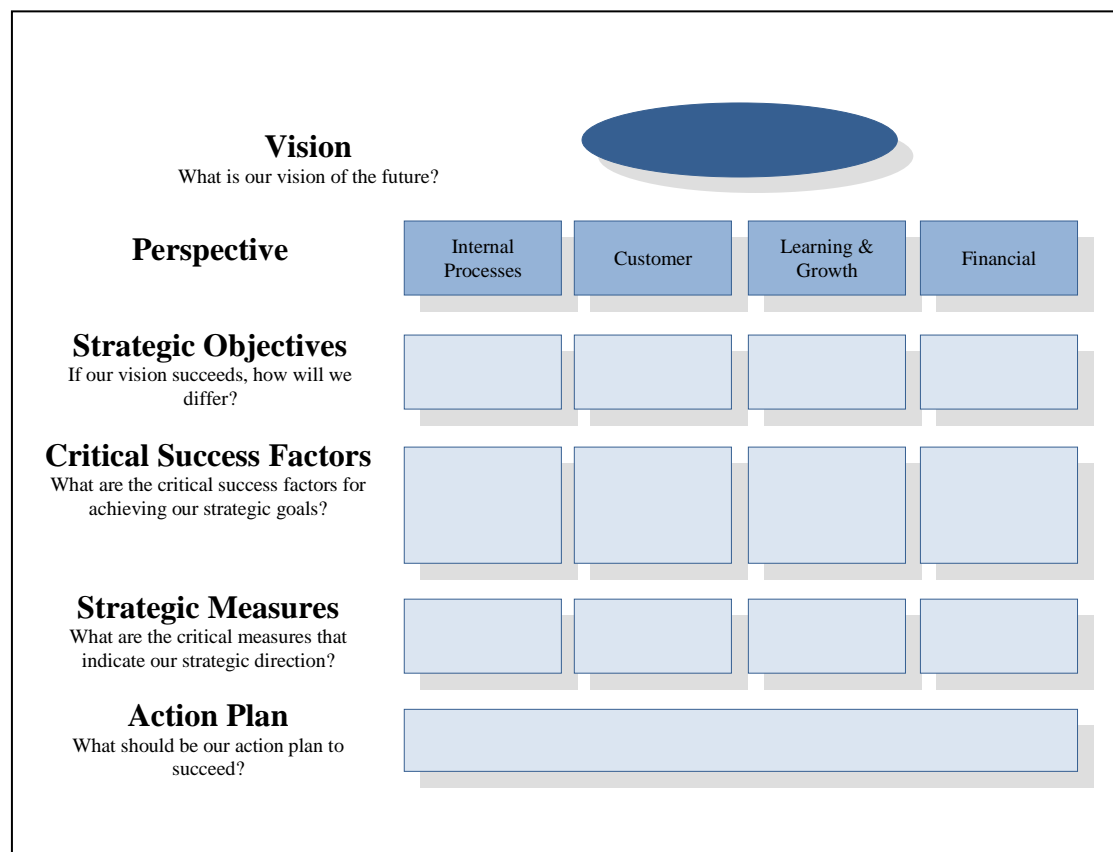 Vision
What is our vision of the future?
Perspective
Internal
Processes
Customer
Learning &
Growth
Financial
Strategic Objectives
If our vision succeeds, how will we
differ?
Critical Success Factors
What are the critical success factors for
achieving our strategic goals?
Strategic Measures
What are the critical measures that
indicate our strategic direction?
Action Plan
What should be our action plan to
succeed?